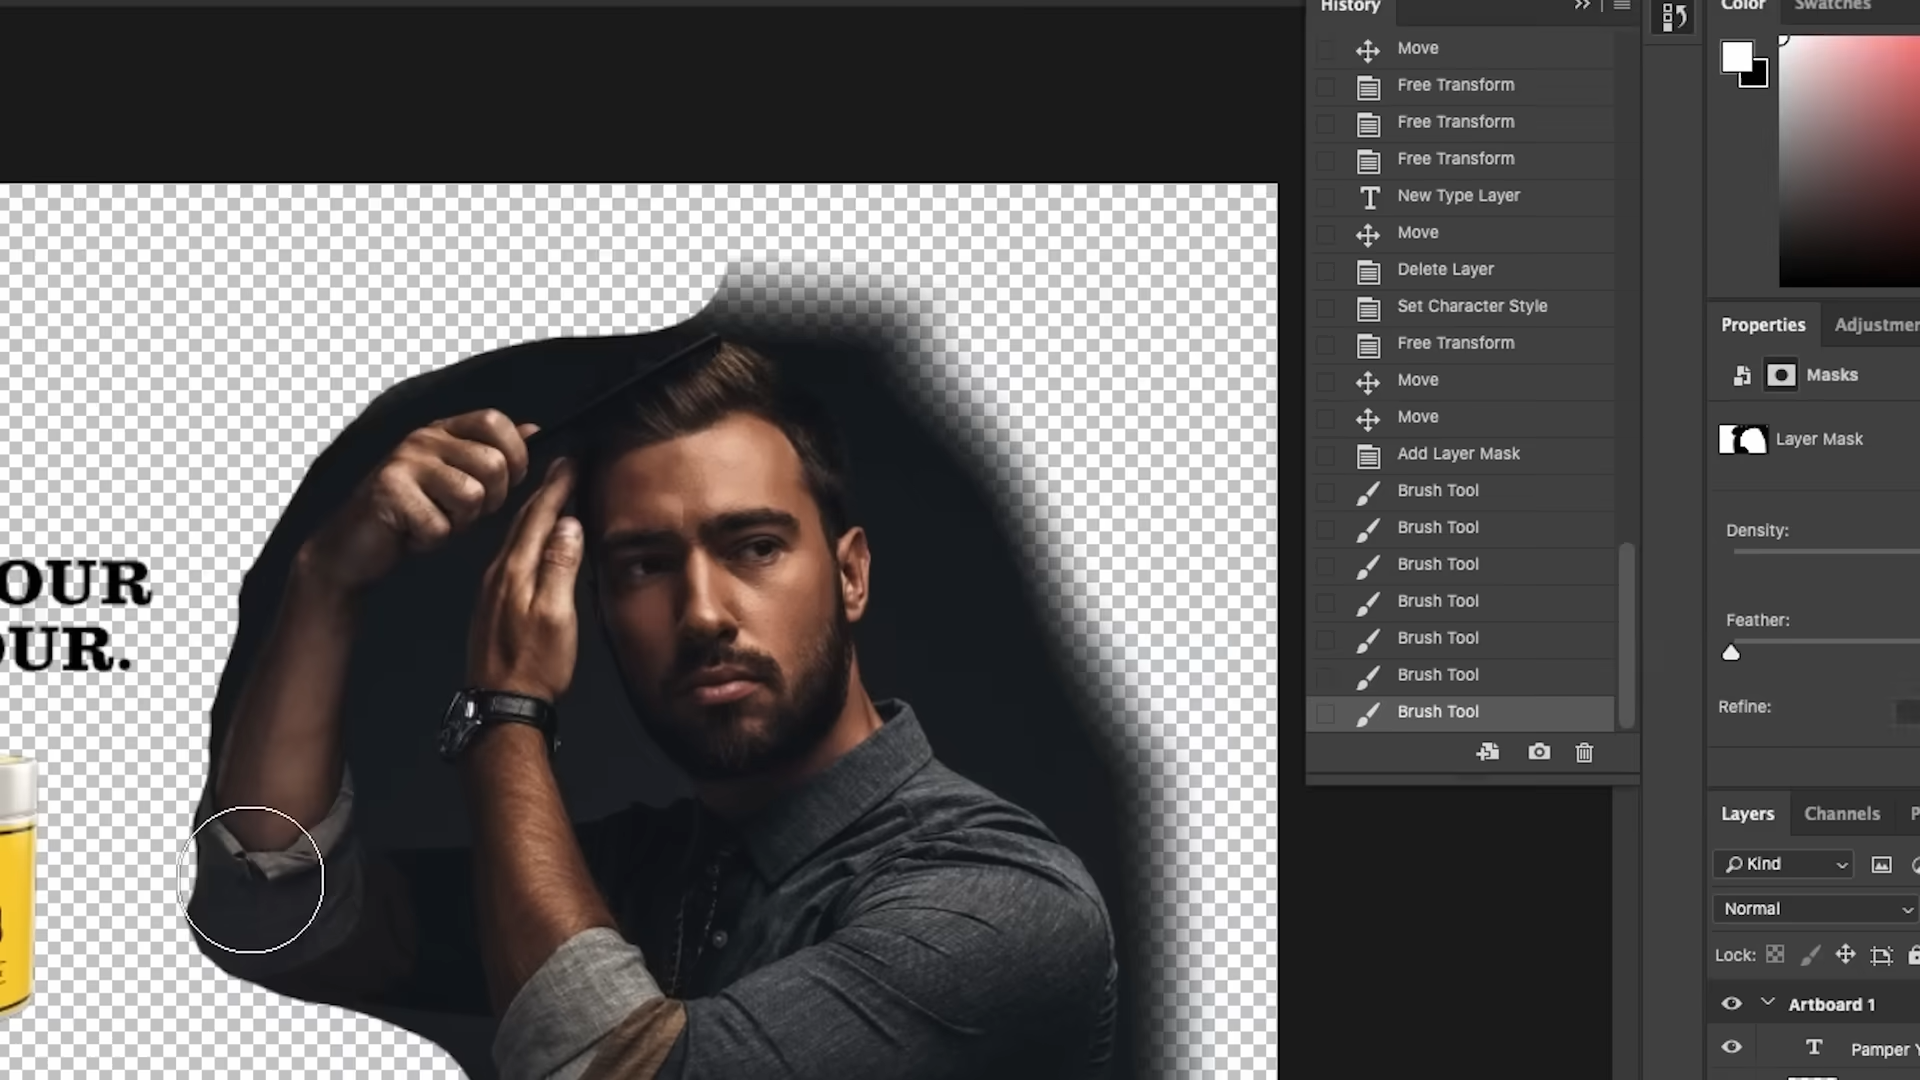 History
Color
Swatches
Move
Free Transform
Free Transform
Free Transform
New Type Layer
Move
Delete Layer
Set Character Style
Free Transform
Move
Move
Add Layer Mask
Brush Tool
Brush Tool
Brush Tool
Brush Tool
Brush Tool
Brush Tool
Brush Tool
Properties
Adjustmen
Masks
Layer Mask
Density:
Feather:
Refine:
Layers
Channels
P
Kind
Normal
Lock:
Artboard 1
T Pamper Y
OUR
OUR.